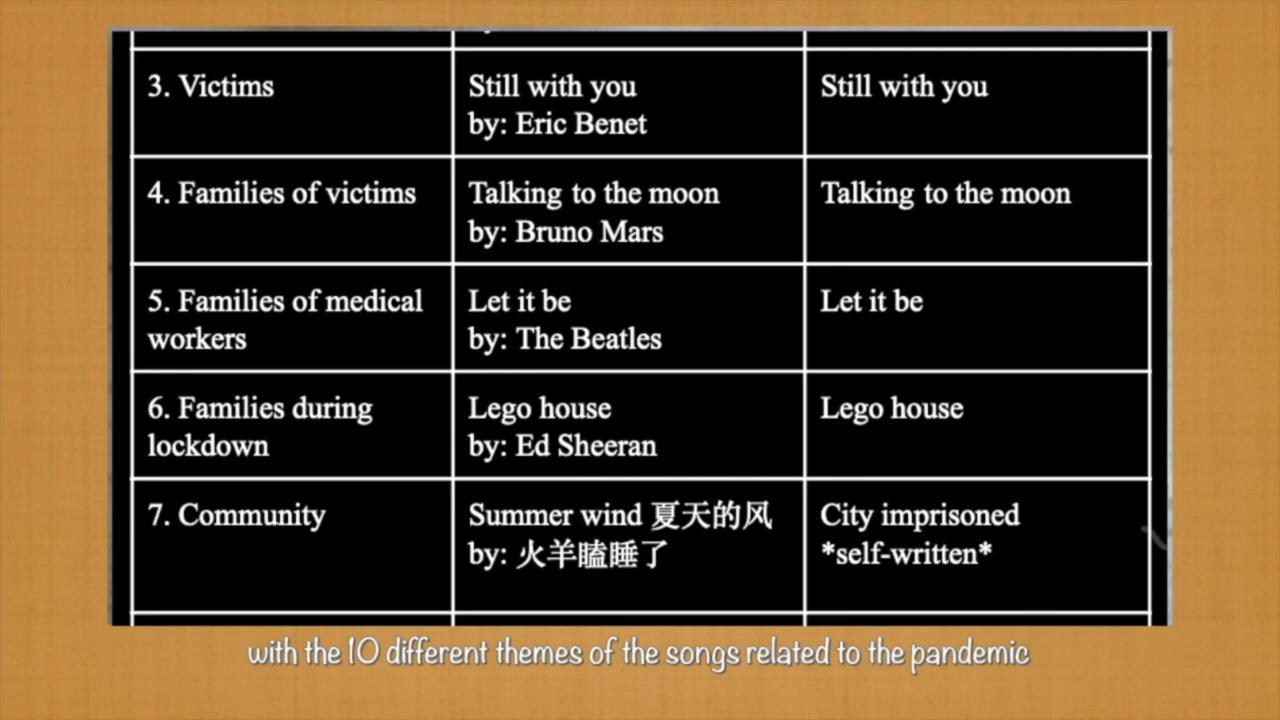 3. Victims
Still with you
by: Eric Benet
Still with you
4. Families of victims
Talking to the moon
by: Bruno Mars
Talking to the moon
5. Families of medical
workers
Let it be
by: The Beatles
Let it be
6. Families during
lockdown
Lego house
by: Ed Sheeran
Lego house
7. Community
Summer wind 夏天的风
by: 火羊瞌睡了
City imprisoned
*self-written*
with the 10 different themes of the songs related to the pandemic